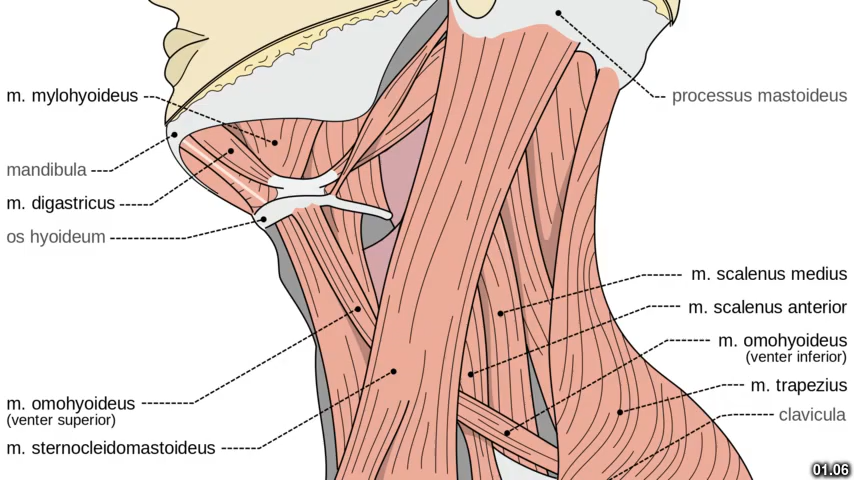 m. mylohyoideus
mandibula
m. digastricus
os hyoideum
m. omohyoideus
(venter superior)
m. sternocleidomastoideus
processus mastoideus
m. scalenus medius
m. scalenus anterior
m. omohyoideus
(venter inferior)
m. trapezius
clavicula
01.06